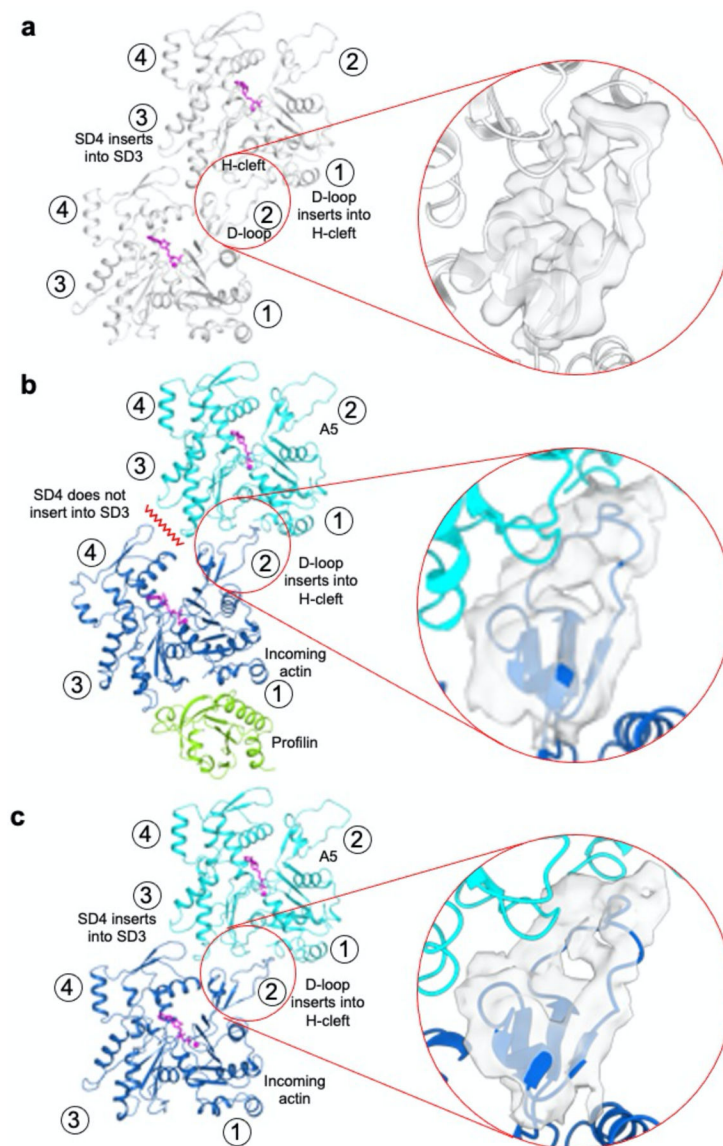 a
④
②
③
SD4 inserts
into SD3
H-cleft
①
D-loop
inserts into
H-cleft
④
②
D-loop
③
①
b
④
②
A5
③
SD4 does not
insert into SD3
①
④
②
D-loop
inserts into
H-cleft
Incoming
actin
③
①
Profilin
c
④
②
A5
③
SD4 inserts
into SD3
①
④
②
D-loop
inserts into
H-cleft
Incoming
actin
③
①